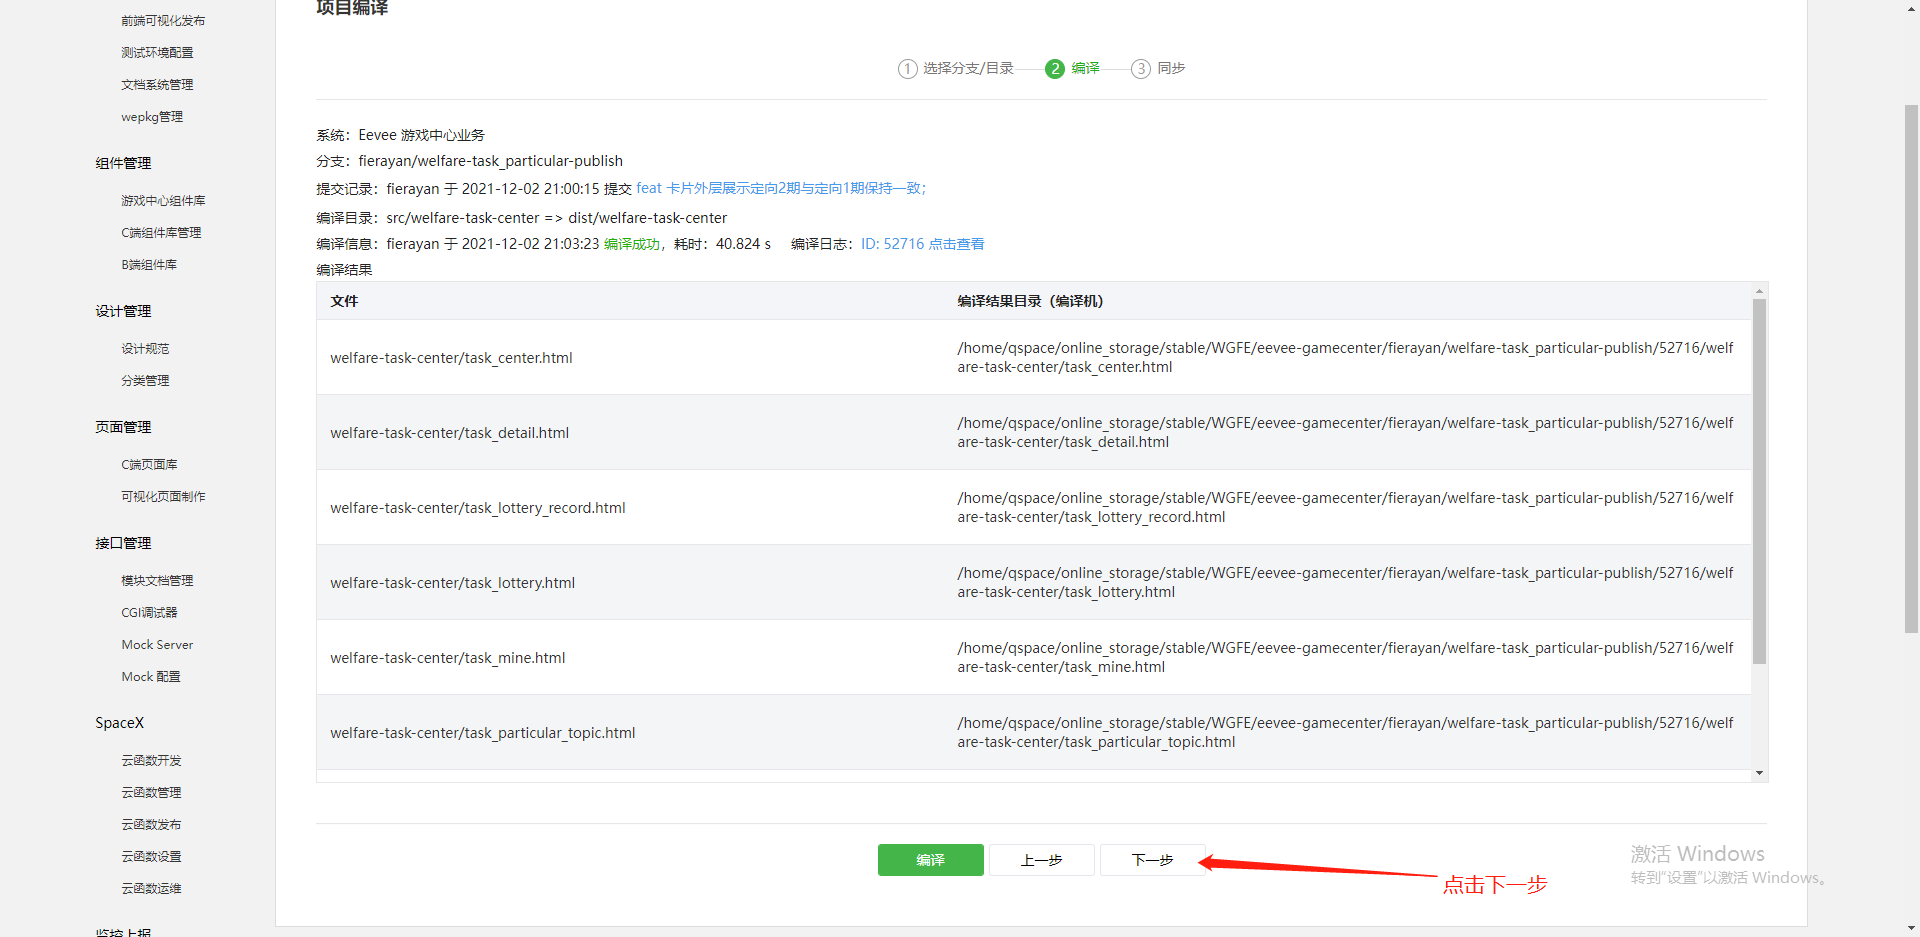 前端可视化发布
测试环境配置
文档系统管理
wepkg管理
组件管理
游戏中心组件库
C端组件库管理
B端组件库
设计管理
设计规范
分类管理
页面管理
C端页面库
可视化页面制作
接口管理
模块文档管理
CGI调试器
Mock Server
Mock 配置
SpaceX
云函数开发
云函数管理
云函数发布
云函数设置
云函数运维
监控上报
项目编译
1 选择分支/目录 2 编译 3 同步
系统：Eevee 游戏中心业务
分支：fierayan/welfare-task_particular-publish
提交记录：fierayan 于 2021-12-02 21:00:15 提交 feat 卡片外层展示定向2期与定向1期保持一致；
编译目录：src/welfare-task-center => dist/welfare-task-center
编译信息：fierayan 于 2021-12-02 21:03:23 编译成功，耗时：40.824 s 编译日志：ID: 52716 点击查看
编译结果
文件 编译结果目录（编译机）
welfare-task-center/task_center.html
/home/qspace/online_storage/stable/WGFE/eevee-gamecenter/fierayan/welfare-task_particular-publish/52716/welf
are-task-center/task_center.html
welfare-task-center/task_detail.html
/home/qspace/online_storage/stable/WGFE/eevee-gamecenter/fierayan/welfare-task_particular-publish/52716/welf
are-task-center/task_detail.html
welfare-task-center/task_lottery_record.html
/home/qspace/online_storage/stable/WGFE/eevee-gamecenter/fierayan/welfare-task_particular-publish/52716/welf
are-task-center/task_lottery_record.html
welfare-task-center/task_lottery.html
/home/qspace/online_storage/stable/WGFE/eevee-gamecenter/fierayan/welfare-task_particular-publish/52716/welf
are-task-center/task_lottery.html
welfare-task-center/task_mine.html
/home/qspace/online_storage/stable/WGFE/eevee-gamecenter/fierayan/welfare-task_particular-publish/52716/welf
are-task-center/task_mine.html
welfare-task-center/task_particular_topic.html
/home/qspace/online_storage/stable/WGFE/eevee-gamecenter/fierayan/welfare-task_particular-publish/52716/welf
are-task-center/task_particular_topic.html
编译 上一步 下一步
点击下一步
激活 Windows
转到“设置”以激活 Windows。